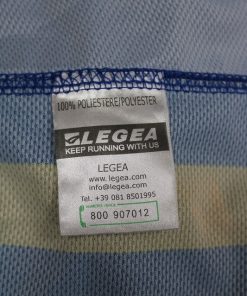 100% POLIESTERE/POLYESTER
LEGEA
KEEP RUNNING WITH US
LEGEA
www.legea.com
info@legea.com
Tel. +39 081 8501995
800 907012